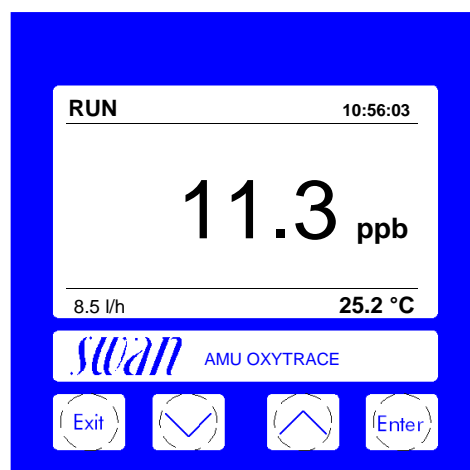 RUN 10:56:03
11.3 ppb
8.5 l/h 25.2 °C
swan AMU OXYTRACE
Exit Enter